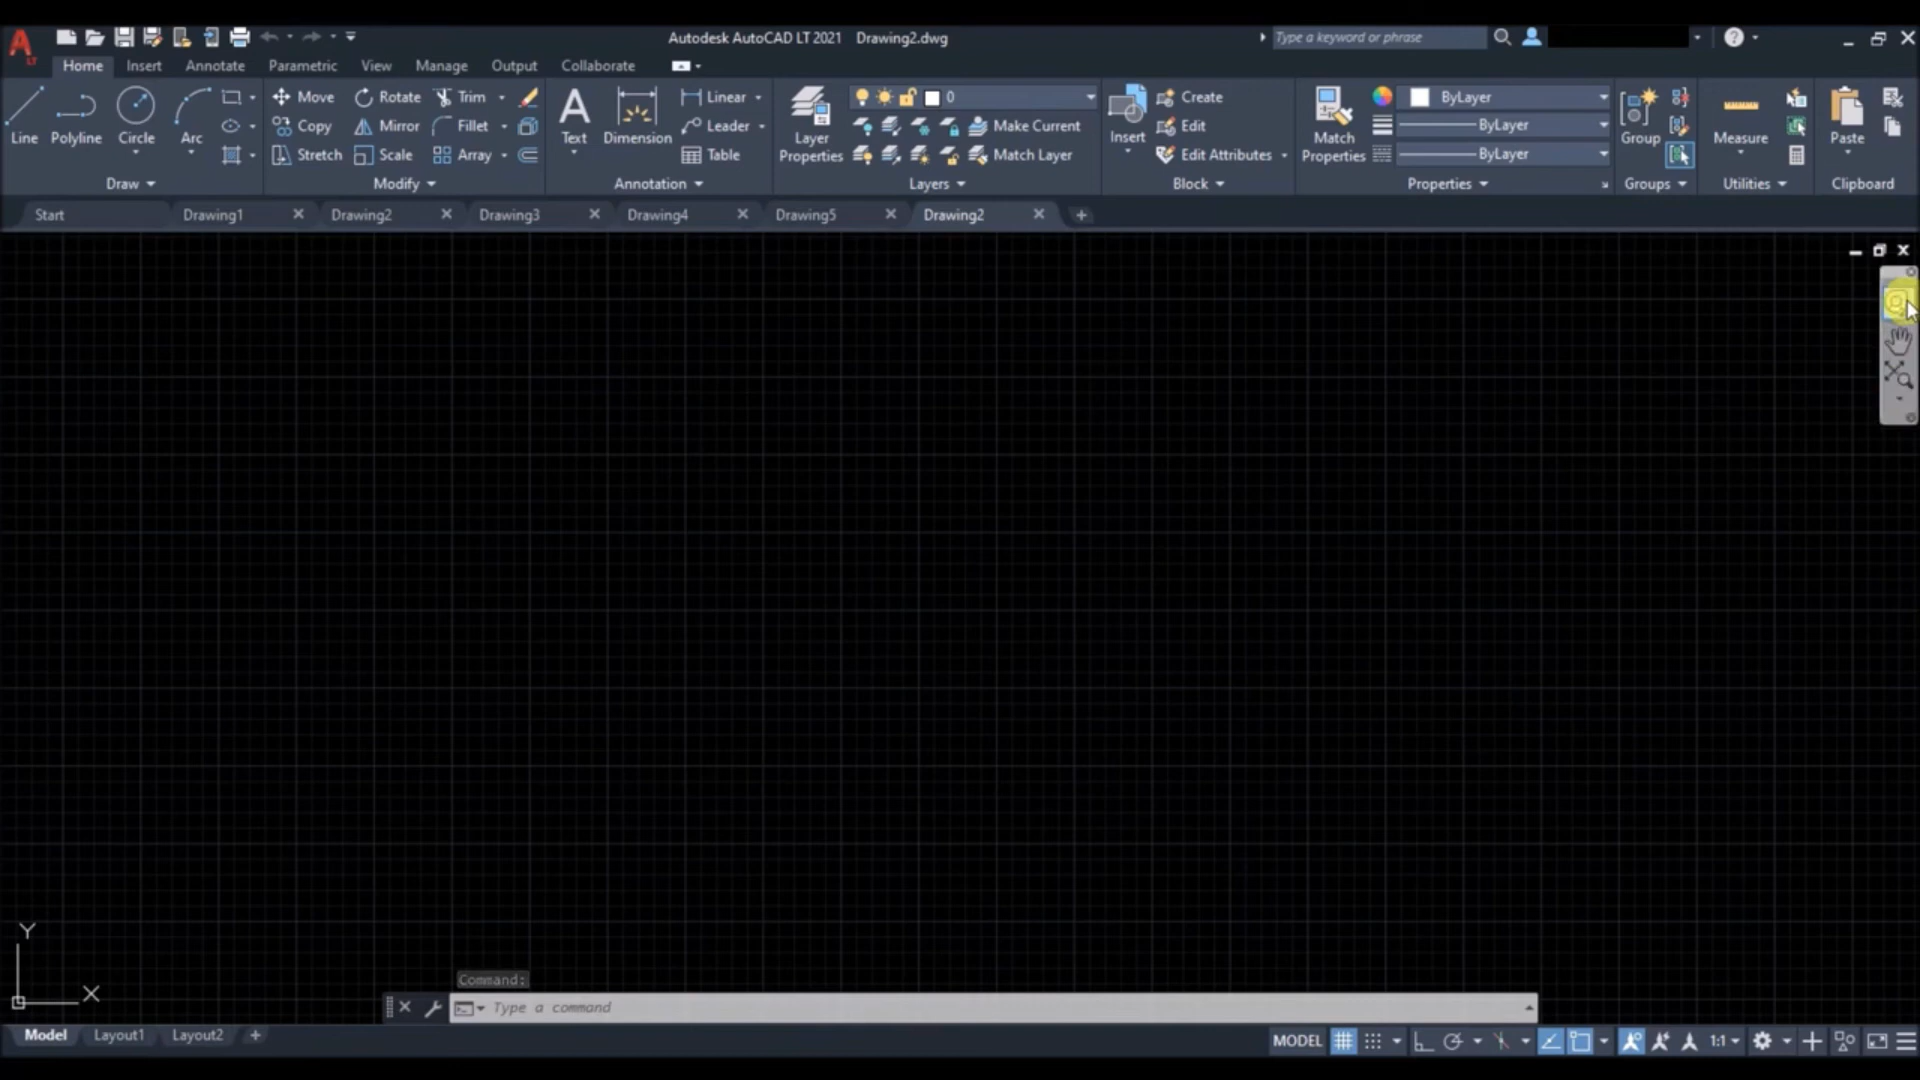 Autodesk AutoCAD LT 2021 Drawing2.dwg
Type a keyword or phrase
A LT
Home Insert Annotate Parametric View Manage Output Collaborate
Line Polyline Circle Arc
Move Rotate Trim
Copy Mirror Fillet
Stretch Scale Array
Text Dimension
Linear
Leader
Table
Layer Properties
0
Make Current
Match Layer
Insert
Create
Edit
Edit Attributes
Match Properties
ByLayer
ByLayer
ByLayer
Group
Measure
Paste
Draw Modify Annotation Layers Block Properties Groups Utilities Clipboard
Start Drawing1 Drawing2 Drawing3 Drawing4 Drawing5 Drawing2
Y
X
Command:
Type a command
Model Layout1 Layout2
MODEL 1:1